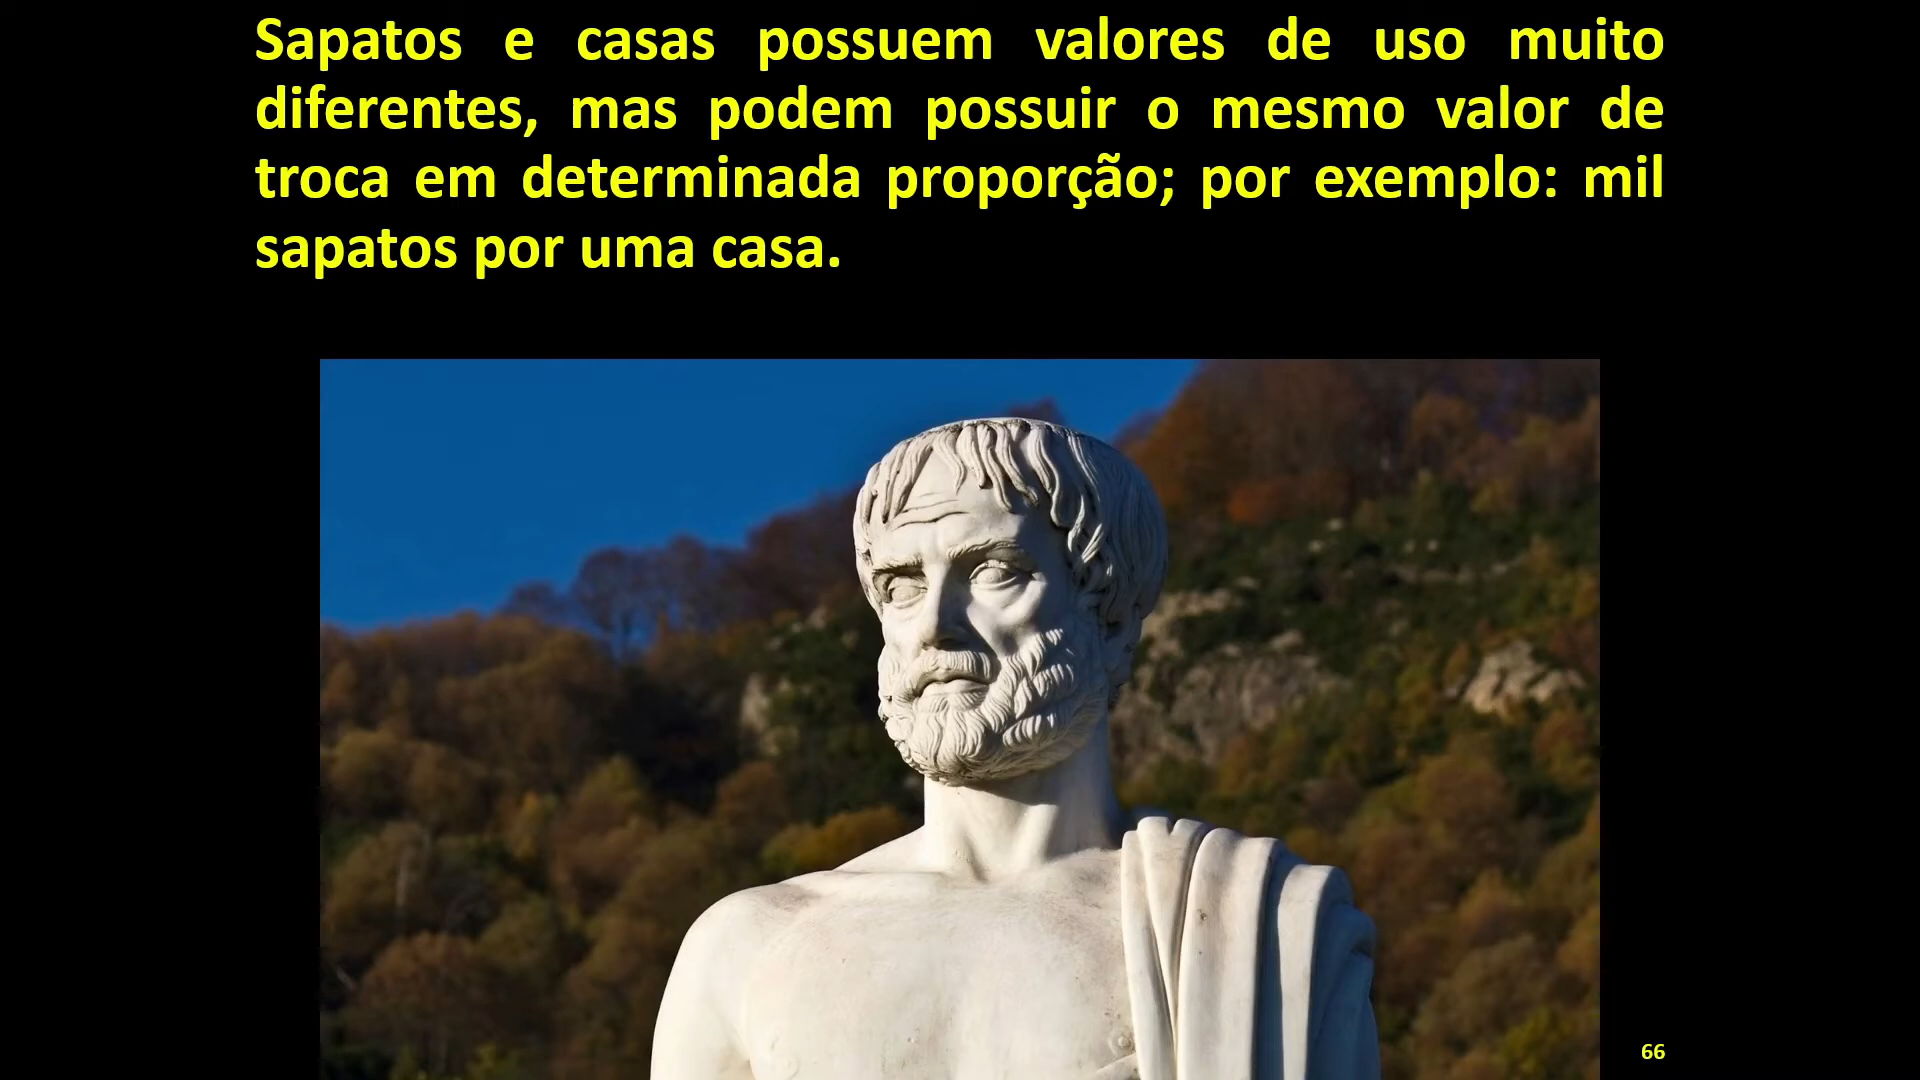 Sapatos e casas possuem valores de uso muito
diferentes, mas podem possuir o mesmo valor de
troca em determinada proporção; por exemplo: mil
sapatos por uma casa.
66